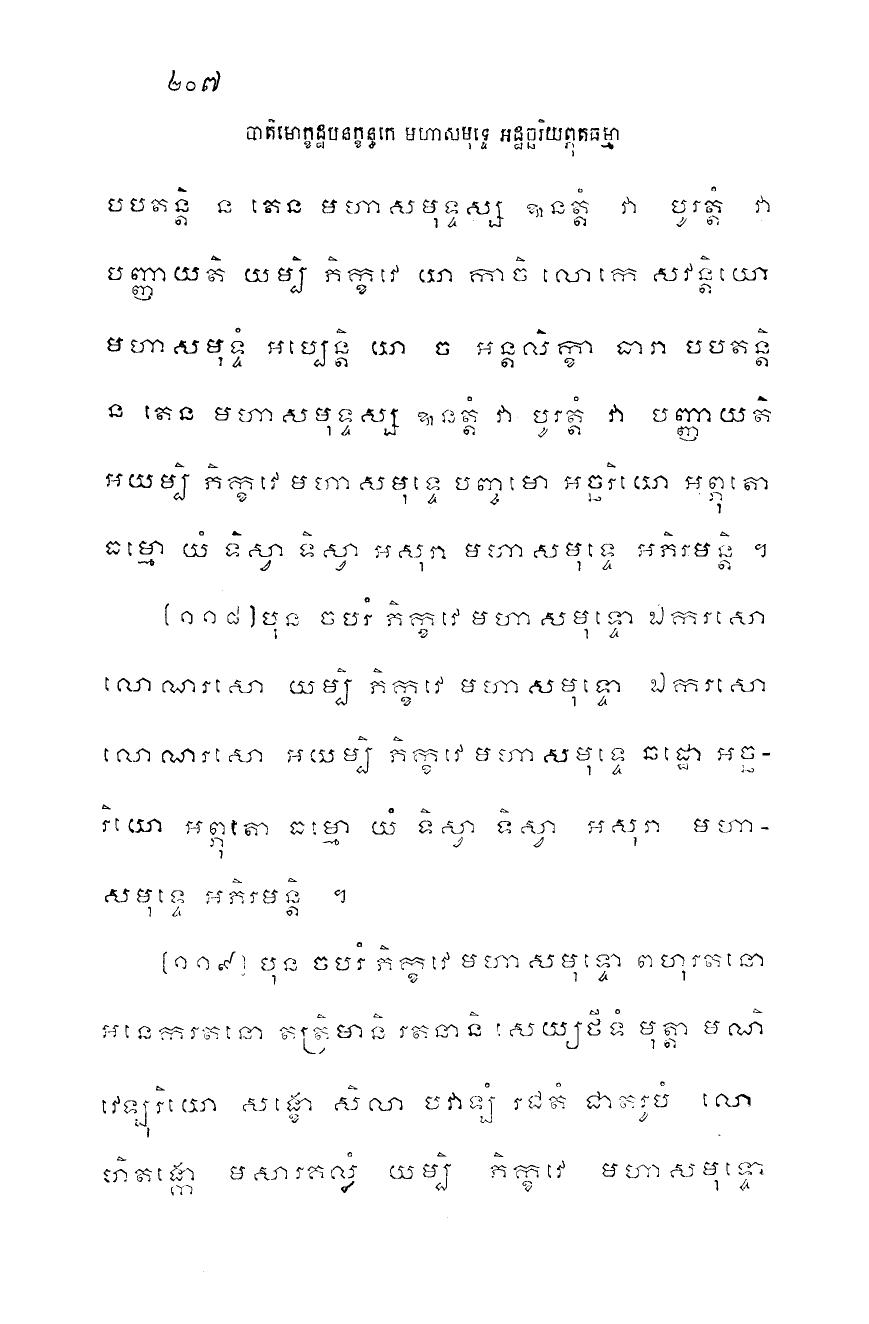 ២០៧
បាតិមោក្ខដ្ឋបនក្ខន្ធកេ មហាសមុទ្ទេ អដ្ឋច្ឆរិយព្ភុតធម្មា
បបតន្តិ ន តេន មហាសមុទ្ទស្ស ឩនត្តំ វា បូរត្តំ វា
បញ្ញាយតិ យម្បិ ភិក្ខវេ យា កាចិ លោកេ សវន្តិយោ
មហាសមុទ្ទំ អប្បេន្តិ យា ច អន្តលិក្ខា ធារា បបតន្តិ
ន តេន មហាសមុទ្ទស្ស ឩនត្តំ វា បូរត្តំ វា បញ្ញាយតិ
អយម្បិ ភិក្ខវេ មហាសមុទ្ទេ បញ្ចមោ អច្ឆរិយោ អព្ភុតោ
ធម្មោ យំ ទិស្វា ទិស្វា អសុរា មហាសមុទ្ទេ អភិរមន្តិ ។
[១១៨] បុន ចបរំ ភិក្ខវេ មហាសមុទ្ទោ ឯករសោ
លោណរសោ យម្បិ ភិក្ខវេ មហាសមុទ្ទោ ឯករសោ
លោណរសោ អយម្បិ ភិក្ខវេ មហាសមុទ្ទេ ឆដ្ឋោ អច្ឆ-
រិយោ អព្ភុតោ ធម្មោ យំ ទិស្វា ទិស្វា អសុរា មហា-
សមុទ្ទេ អភិរមន្តិ ។
[១១៩] បុន ចបរំ ភិក្ខវេ មហាសមុទ្ទោ ពហុរតនោ
អនេករតនោ តត្រិមានិ រតនានិ សេយ្យថីទំ មុត្តា មណិ
វេឡុរិយោ សង្ខោ សិលា បវាឡំ រជតំ ជាតរូបំ លោ
ហិតង្កោ មសារគល្លំ យម្បិ ភិក្ខវេ មហាសមុទ្ទោ